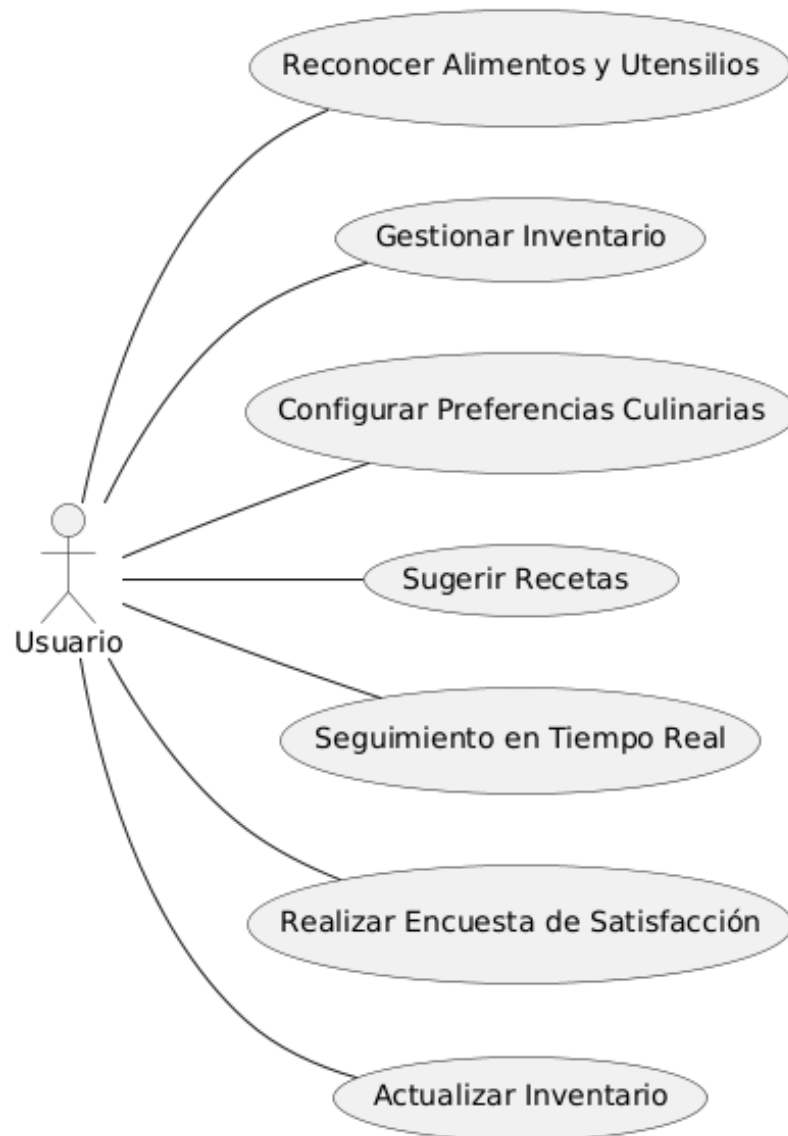 Reconocer Alimentos y Utensilios
Gestionar Inventario
Configurar Preferencias Culinarias
Sugerir Recetas
Usuario
Seguimiento en Tiempo Real
Realizar Encuesta de Satisfacción
Actualizar Inventario